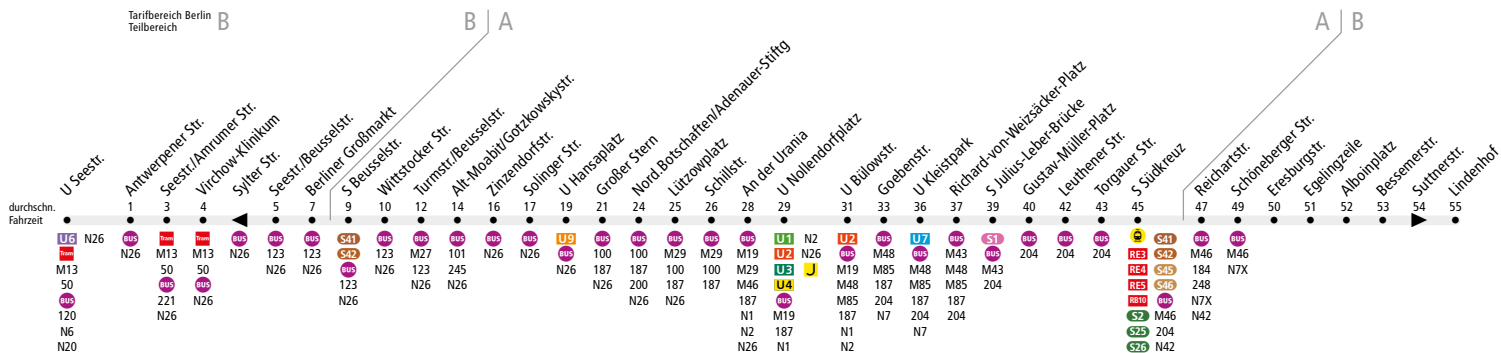 Tarifbereich Berlin
Teilbereich
B
B A
A B
U Seestr.
Antwerpener Str.
Seestr./Amrumer Str.
Virchow-Klinikum
Sylter Str.
Seestr./Beusselstr.
Berliner Großmarkt
S Beusselstr.
Wittstocker Str.
Turmstr./Beusselstr.
Alt-Moabit/Gotzkowskystr.
Zinzendorfstr.
Solinger Str.
U Hansaplatz
Großer Stern
Nord.Botschaften/Adenauer-Stiftg
Lützowplatz
Schillstr.
An der Urania
U Nollendorfplatz
U Bülowstr.
Goebenstr.
U Kleistpark
Richard-von-Weizsäcker-Platz
S Julius-Leber-Brücke
Gustav-Müller-Platz
Leuthener Str.
Torgauer Str.
S Südkreuz
Reichartstr.
Schöneberger Str.
Eresburgstr.
Egelingzeile
Alboinplatz
Bessemerstr.
Suttnerstr.
Lindenhof
durchschn. 1 3 4 5 7 9 10 12 14 16 17 19 21 24 25 26 28 29 31 33 36 37 39 40 42 43 45 47 49 50 51 52 53 54 55
Fahrzeit
U6 N26
Tram
M13
50
BUS
120
N6
N20
BUS
N26
Tram
M13
50
BUS
221
N26
Tram
M13
50
BUS
N26
BUS
N26
BUS
123
N26
BUS
123
N26
S41
S42
BUS
123
N26
BUS
123
N26
BUS
M27
123
N26
BUS
101
245
N26
BUS
N26
BUS
N26
U9
BUS
N26
BUS
100
187
N26
BUS
100
187
200
N26
BUS
M29
100
187
N26
BUS
M29
100
187
BUS
M19
M29
M46
187
N1
N2
N26
U1 N2
U2 N26
U3 J
U4
BUS
M19
187
N1
U2
BUS
M19
M48
M85
187
N1
N2
BUS
M48
M85
187
204
N7
U7
BUS
M48
M85
187
204
N7
BUS
M43
M48
M85
187
204
S1
BUS
M43
204
BUS
204
BUS
204
BUS
204
S41
RE3 S42
RE4 S45
RE5 S46
RB10 BUS
S2 M46
S25 204
S26 N42
BUS
M46
184
248
N7X
N42
BUS
M46
N7X